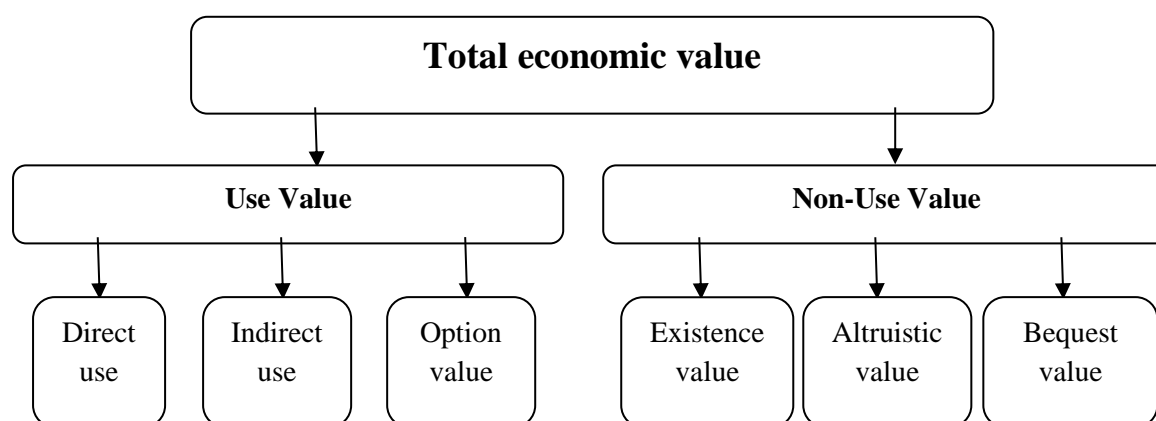 Total economic value
Use Value
Non-Use Value
Direct
use
Indirect
use
Option
value
Existence
value
Altruistic
value
Bequest
value